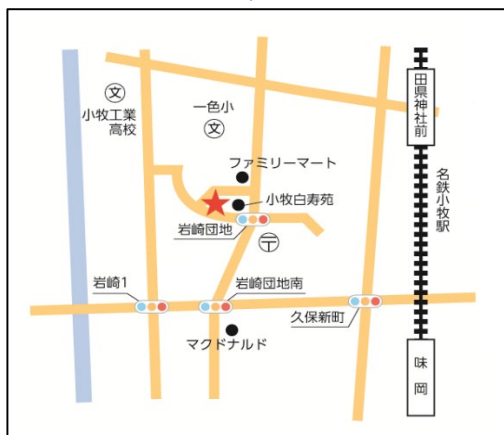 田県神社前
文
小牧工業
高校
一色小
文
ファミリーマート
小牧白寿苑
名鉄小牧駅
岩崎団地
〒
岩崎1
岩崎団地南
久保新町
マクドナルド
味岡